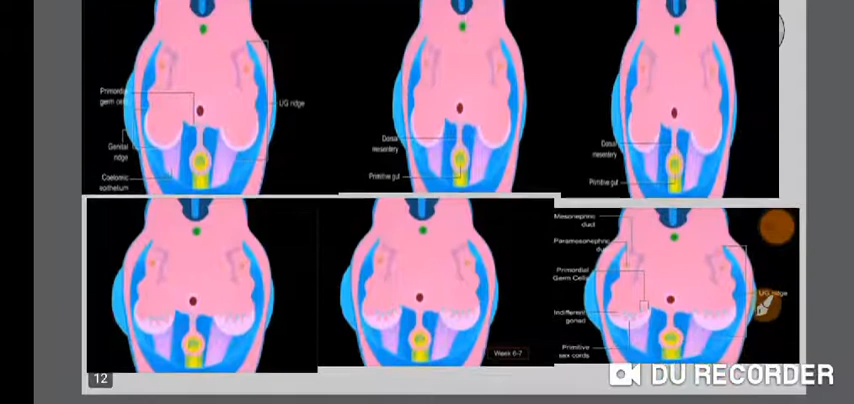 Primordial
germ cells
UG ridge
Genital
ridge
Coelomic
epithelium
Dorsal
mesentery
Primitive gut
Dorsal
mesentery
Primitive gut
Week 6-7
Mesonephric
duct
Paramesonephric
duct
Primordial
Germ Cells
UG ridge
Indifferent
gonad
Primitive
sex cords
12
DU RECORDER